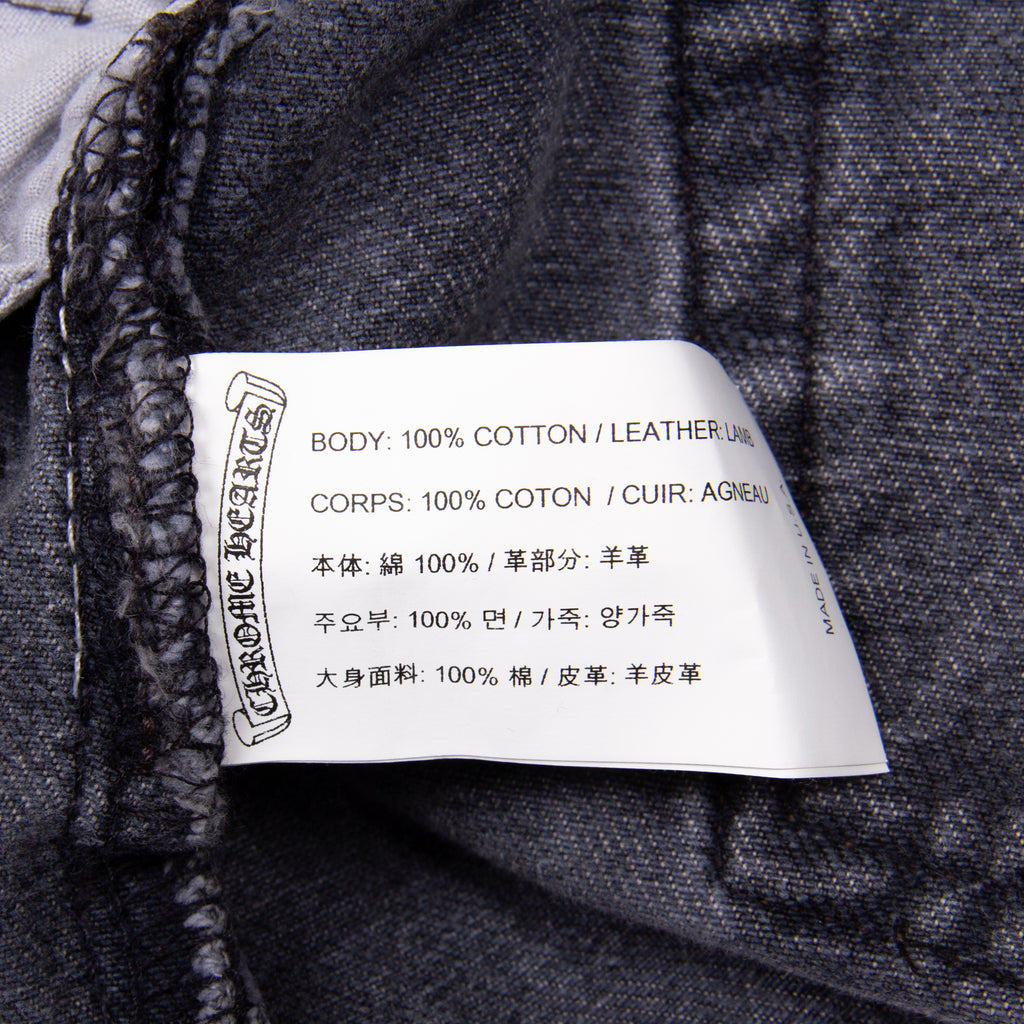 CHROME HEARTS
BODY: 100% COTTON / LEATHER: LAMB
CORPS: 100% COTON / CUIR: AGNEAU
本体: 綿 100% / 革部分: 羊革
주요부: 100% 면 / 가죽: 양가죽
大身面料: 100% 棉 / 皮革: 羊皮革
MADE IN U.S.A